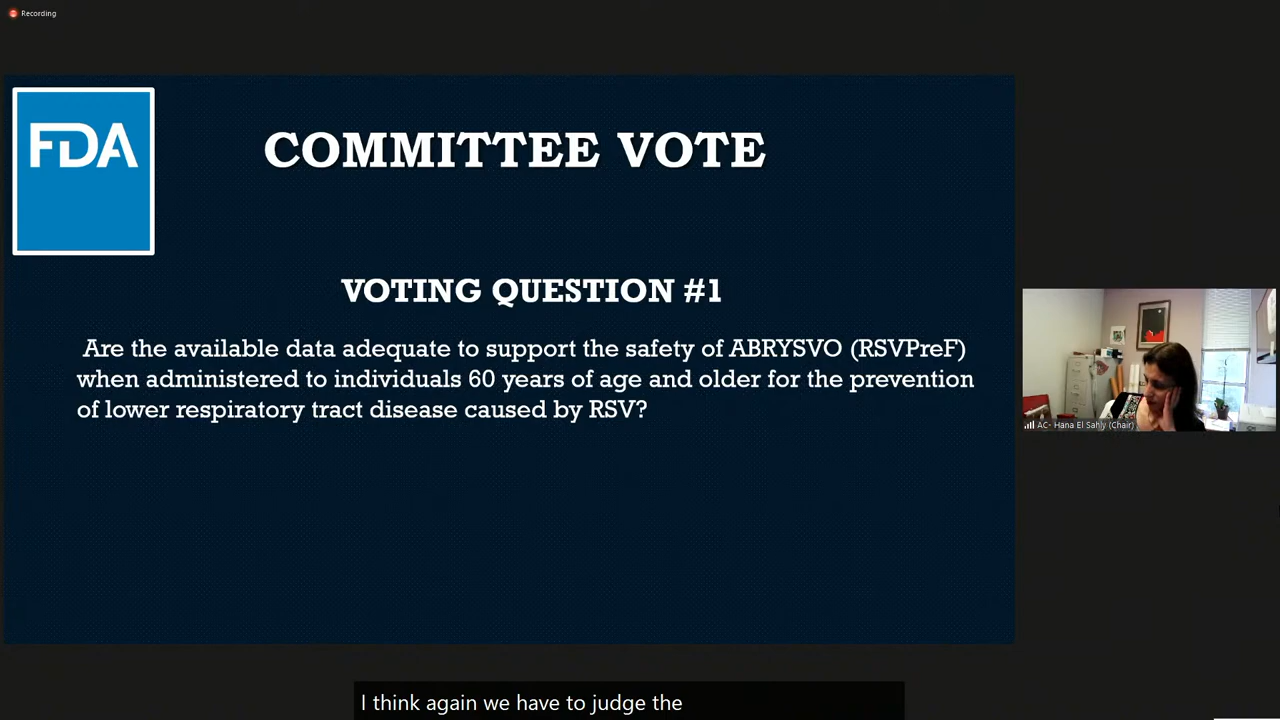 Recording
FDA
COMMITTEE VOTE
VOTING QUESTION #1
Are the available data adequate to support the safety of ABRYSVO (RSVPreF)
when administered to individuals 60 years of age and older for the prevention
of lower respiratory tract disease caused by RSV?
AC- Hana El Sahly (Chair)
I think again we have to judge the